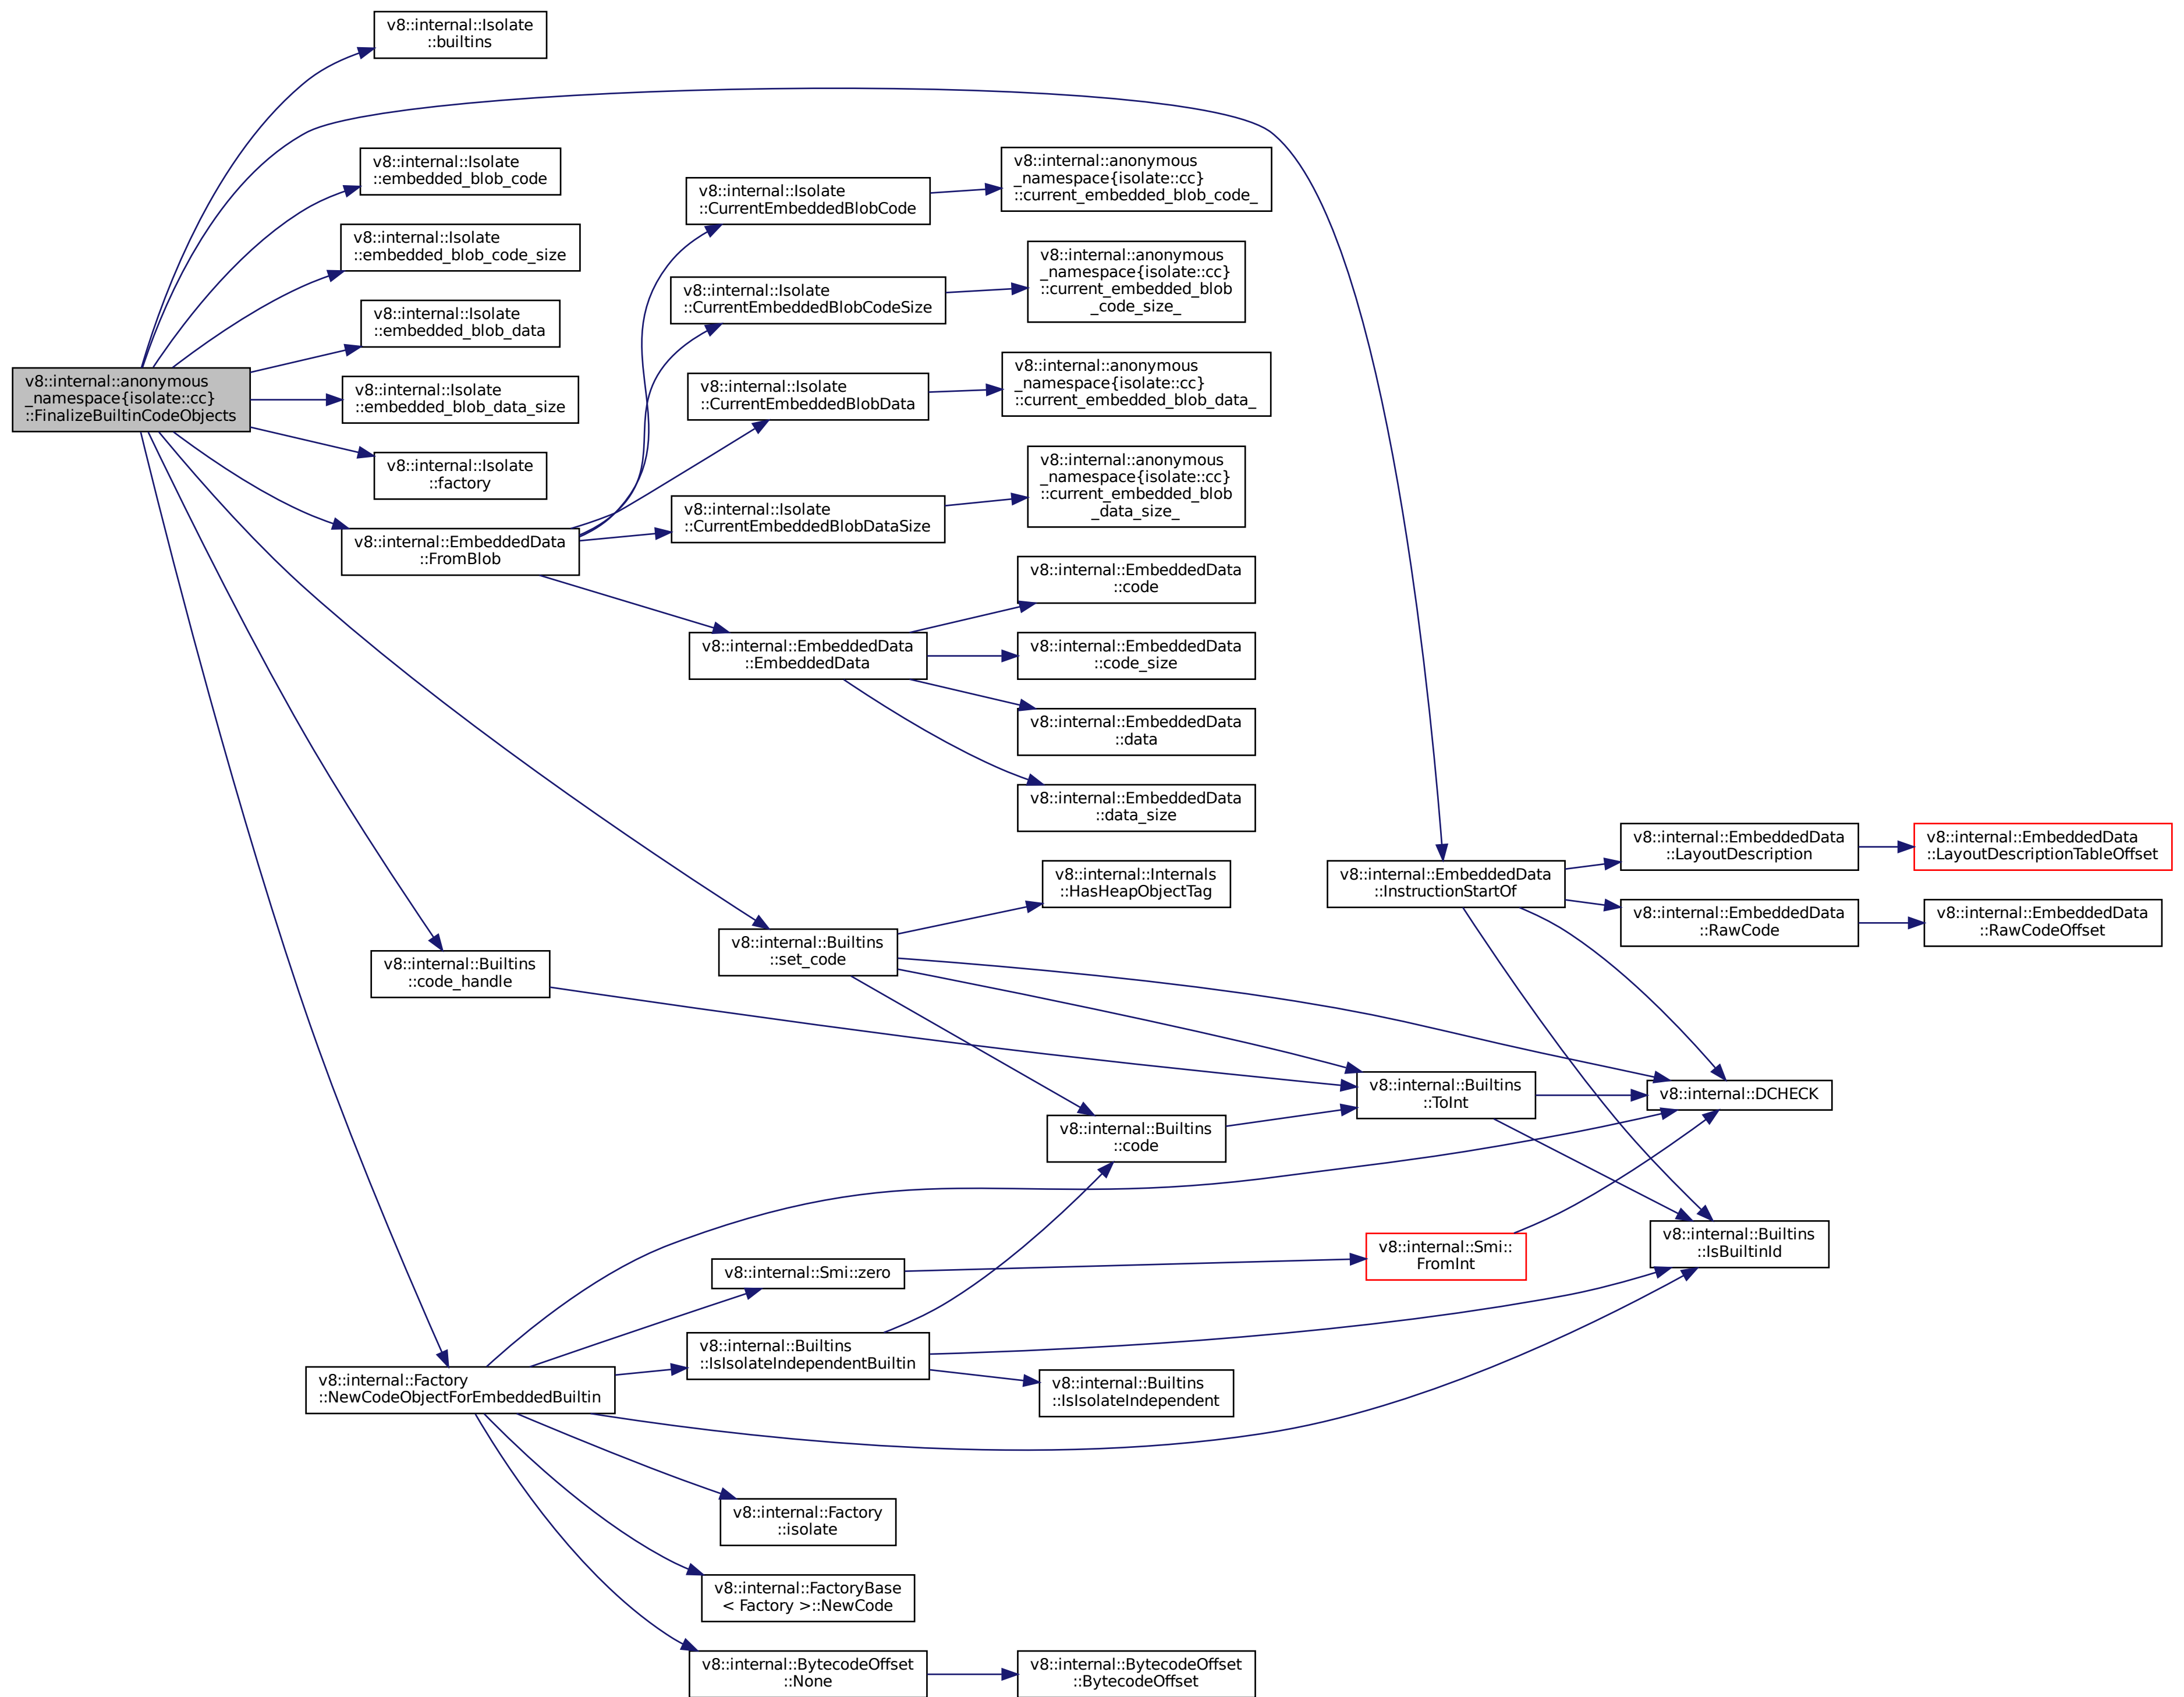 v8::internal::Isolate
::builtins
v8::internal::Isolate
::embedded_blob_code
v8::internal::Isolate
::embedded_blob_code_size
v8::internal::Isolate
::embedded_blob_data
v8::internal::anonymous
_namespace{isolate::cc}
::FinalizeBuiltinCodeObjects
v8::internal::Isolate
::embedded_blob_data_size
v8::internal::Isolate
::factory
v8::internal::EmbeddedData
::FromBlob
v8::internal::Isolate
::CurrentEmbeddedBlobCode
v8::internal::anonymous
_namespace{isolate::cc}
::current_embedded_blob_code_
v8::internal::Isolate
::CurrentEmbeddedBlobCodeSize
v8::internal::anonymous
_namespace{isolate::cc}
::current_embedded_blob
_code_size_
v8::internal::Isolate
::CurrentEmbeddedBlobData
v8::internal::anonymous
_namespace{isolate::cc}
::current_embedded_blob_data_
v8::internal::Isolate
::CurrentEmbeddedBlobDataSize
v8::internal::anonymous
_namespace{isolate::cc}
::current_embedded_blob
_data_size_
v8::internal::EmbeddedData
::EmbeddedData
v8::internal::EmbeddedData
::code
v8::internal::EmbeddedData
::code_size
v8::internal::EmbeddedData
::data
v8::internal::EmbeddedData
::data_size
v8::internal::EmbeddedData
::InstructionStartOf
v8::internal::EmbeddedData
::LayoutDescription
v8::internal::EmbeddedData
::LayoutDescriptionTableOffset
v8::internal::EmbeddedData
::RawCode
v8::internal::EmbeddedData
::RawCodeOffset
v8::internal::Internals
::HasHeapObjectTag
v8::internal::Builtins
::set_code
v8::internal::Builtins
::code_handle
v8::internal::Builtins
::ToInt
v8::internal::DCHECK
v8::internal::Builtins
::code
v8::internal::Builtins
::IsBuiltinId
v8::internal::Smi::zero
v8::internal::Smi::
FromInt
v8::internal::Builtins
::IsIsolateIndependentBuiltin
v8::internal::Builtins
::IsIsolateIndependent
v8::internal::Factory
::NewCodeObjectForEmbeddedBuiltin
v8::internal::Factory
::isolate
v8::internal::FactoryBase
< Factory >::NewCode
v8::internal::BytecodeOffset
::None
v8::internal::BytecodeOffset
::BytecodeOffset